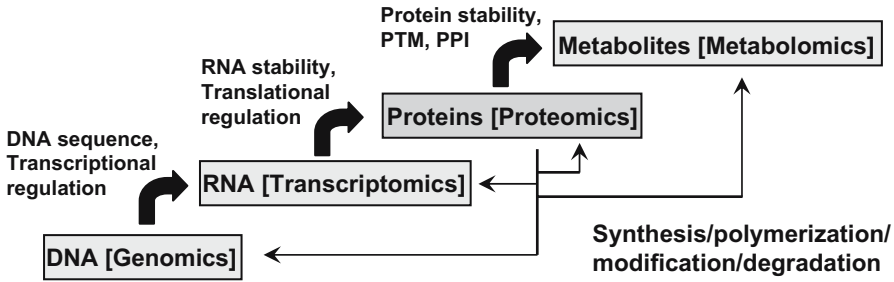 Protein stability,
PTM, PPI
Metabolites [Metabolomics]
RNA stability,
Translational
regulation
Proteins [Proteomics]
DNA sequence,
Transcriptional
regulation
RNA [Transcriptomics]
DNA [Genomics]
Synthesis/polymerization/
modification/degradation